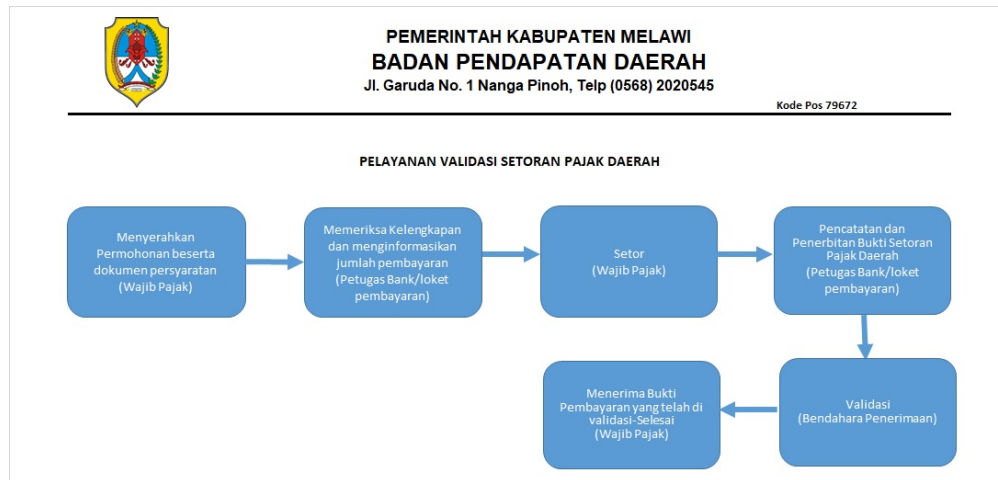 PEMERINTAH KABUPATEN MELAWI
BADAN PENDAPATAN DAERAH
Jl. Garuda No. 1 Nanga Pinoh, Telp (0568) 2020545
Kode Pos 79672
PELAYANAN VALIDASI SETORAN PAJAK DAERAH
Menyerahkan
Permohonan beserta
dokumen persyaratan
(Wajib Pajak)
Memeriksa Kelengkapan
dan menginformasikan
jumlah pembayaran
(Petugas Bank/loket
pembayaran)
Setor
(Wajib Pajak)
Pencatatan dan
Penerbitan Bukti Setoran
Pajak Daerah
(Petugas Bank/loket
pembayaran)
Validasi
(Bendahara Penerimaan)
Menerima Bukti
Pembayaran yang telah di
validasi-Selesai
(Wajib Pajak)